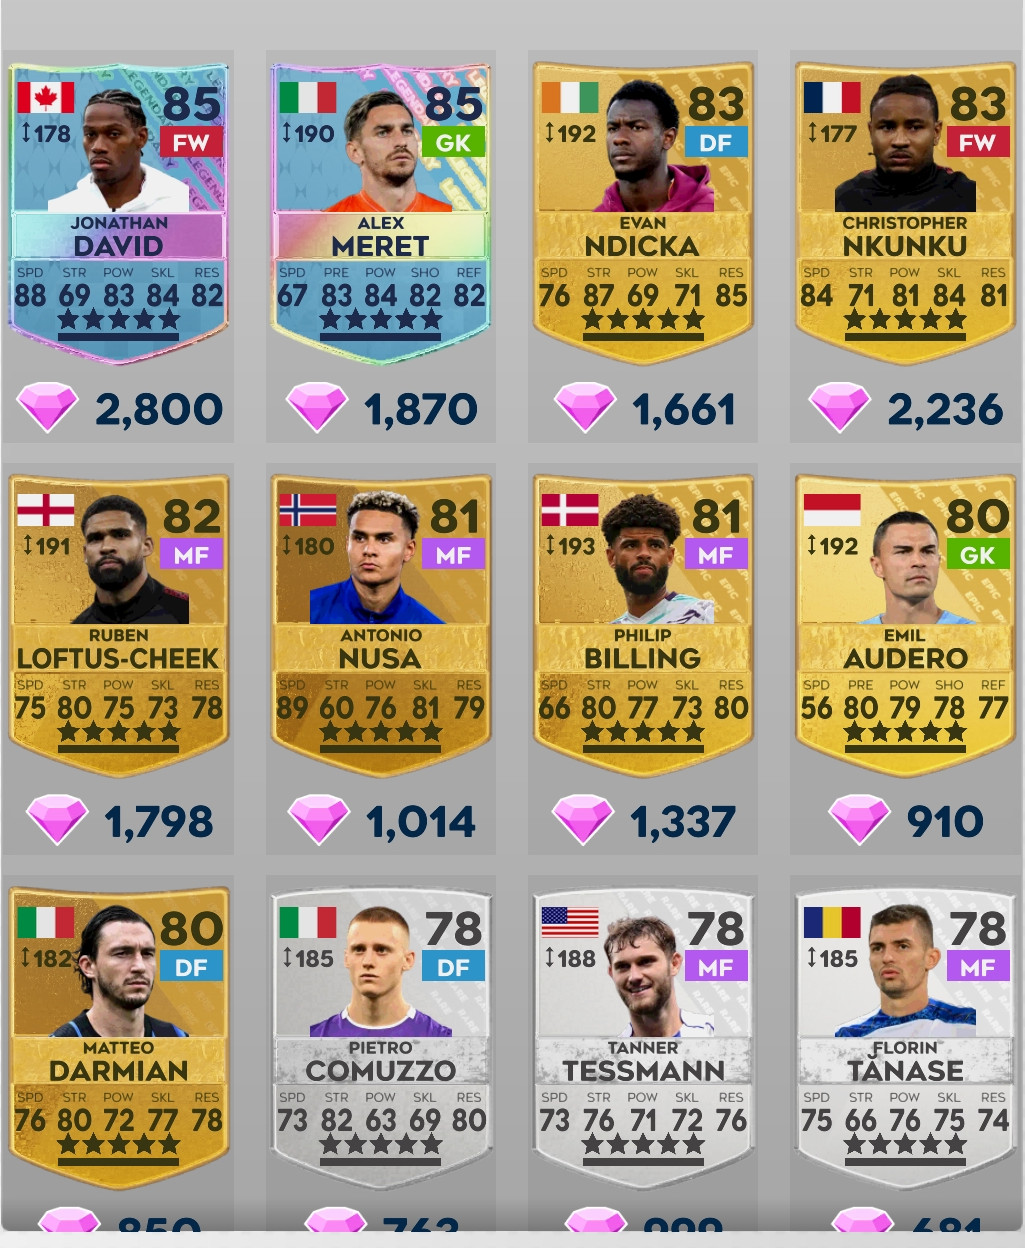 85
178
FW
JONATHAN
DAVID
SPD STR POW SKL RES
88 69 83 84 82
2,800
85
190
GK
ALEX
MERET
SPD PRE POW SHO REF
67 83 84 82 82
1,870
83
192
DF
EVAN
NDICKA
SPD STR POW SKL RES
76 87 69 71 85
1,661
83
177
FW
CHRISTOPHER
NKUNKU
SPD STR POW SKL RES
84 71 81 84 81
2,236
82
191
MF
RUBEN
LOFTUS-CHEEK
SPD STR POW SKL RES
75 80 75 73 78
1,798
81
180
MF
ANTONIO
NUSA
SPD STR POW SKL RES
89 60 76 81 79
1,014
81
193
MF
PHILIP
BILLING
SPD STR POW SKL RES
66 80 77 73 80
1,337
80
192
GK
EMIL
AUDERO
SPD PRE POW SHO REF
56 80 79 78 77
910
80
182
DF
MATTEO
DARMIAN
SPD STR POW SKL RES
76 80 72 77 78
850
78
185
DF
PIETRO
COMUZZO
SPD STR POW SKL RES
73 82 63 69 80
763
78
188
MF
TANNER
TESSMANN
SPD STR POW SKL RES
73 76 71 72 76
78
185
MF
FLORIN
TĂNASE
SPD STR POW SKL RES
75 66 76 75 74
681